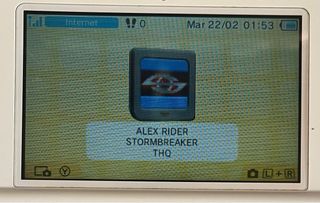 Internet 0 Mar 22/02 01:53
ALEX RIDER
STORMBREAKER
THQ
Y L + R